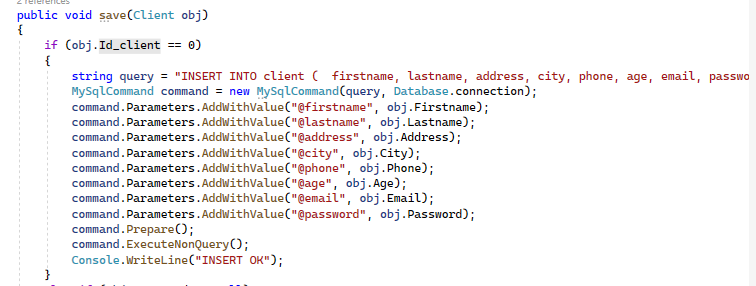 2 references
public void save(Client obj)
{
if (obj.Id_client == 0)
{
string query = "INSERT INTO client (  firstname, lastname, address, city, phone, age, email, passwo
MySqlCommand command = new MySqlCommand(query, Database.connection);
command.Parameters.AddWithValue("@firstname", obj.Firstname);
command.Parameters.AddWithValue("@lastname", obj.Lastname);
command.Parameters.AddWithValue("@address", obj.Address);
command.Parameters.AddWithValue("@city", obj.City);
command.Parameters.AddWithValue("@phone", obj.Phone);
command.Parameters.AddWithValue("@age", obj.Age);
command.Parameters.AddWithValue("@email", obj.Email);
command.Parameters.AddWithValue("@password", obj.Password);
command.Prepare();
command.ExecuteNonQuery();
Console.WriteLine("INSERT OK");
}